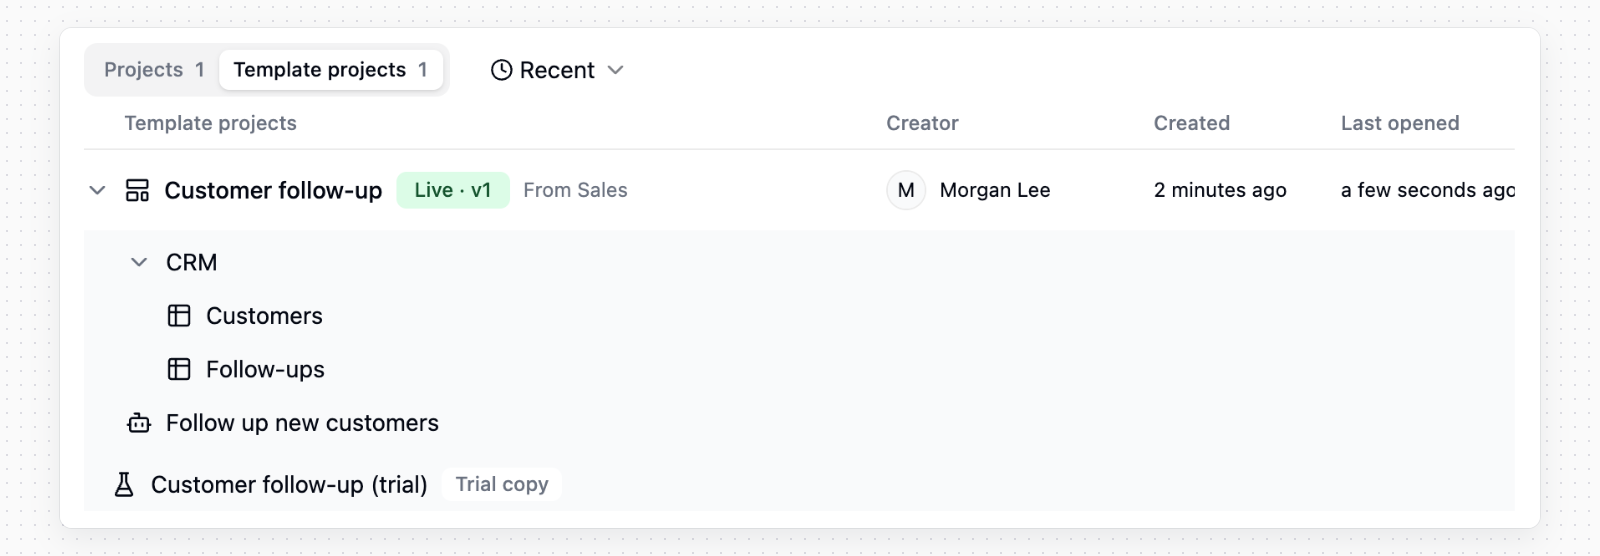 Projects 1 Template projects 1 Recent
Template projects Creator Created Last opened
Customer follow-up Live · v1 From Sales M Morgan Lee 2 minutes ago a few seconds ago
CRM
Customers
Follow-ups
Follow up new customers
Customer follow-up (trial) Trial copy